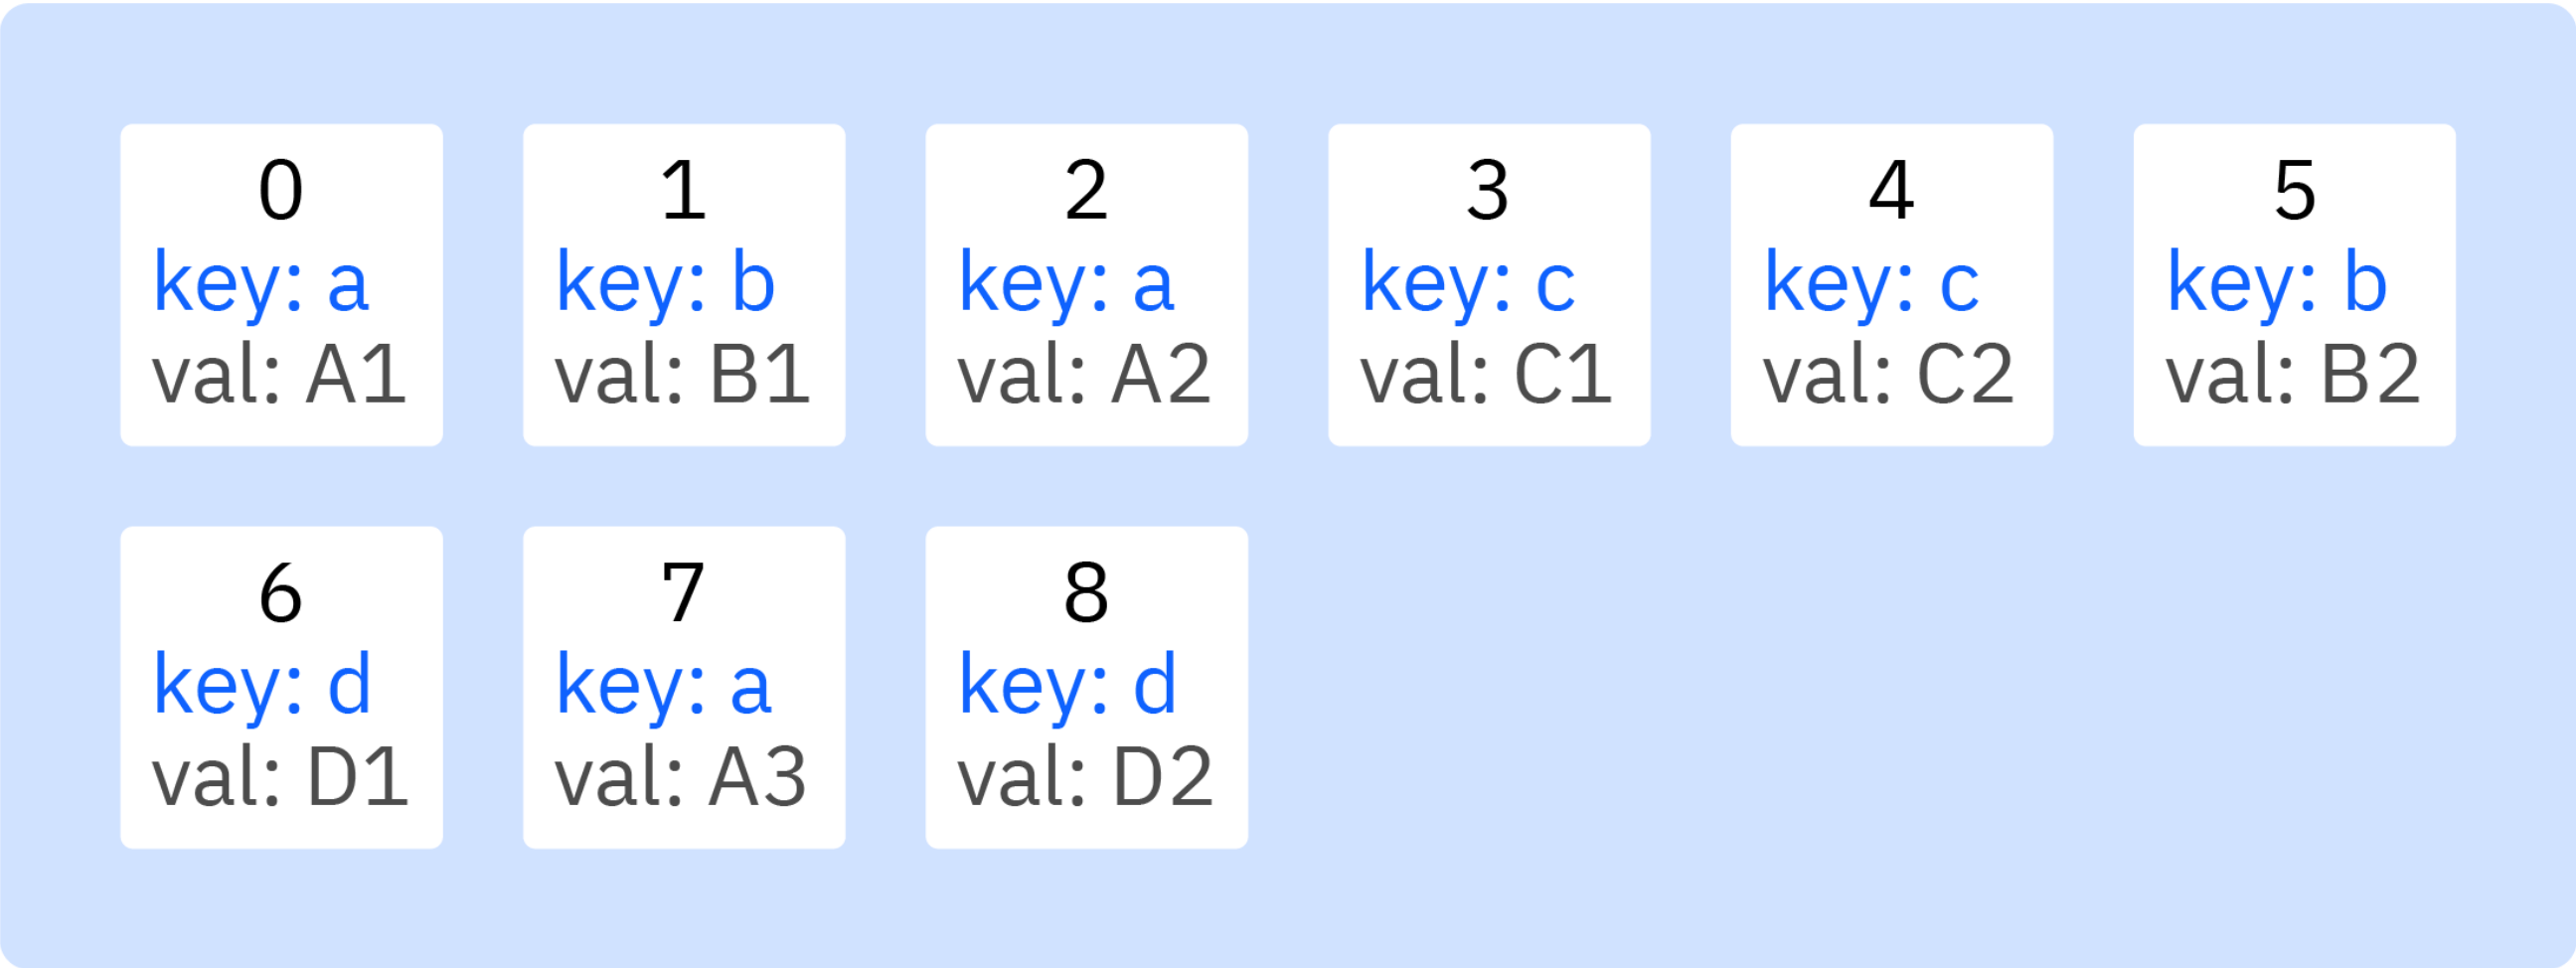 0
key: a
val: A1
1
key: b
val: B1
2
key: a
val: A2
3
key: c
val: C1
4
key: c
val: C2
5
key: b
val: B2
6
key: d
val: D1
7
key: a
val: A3
8
key: d
val: D2